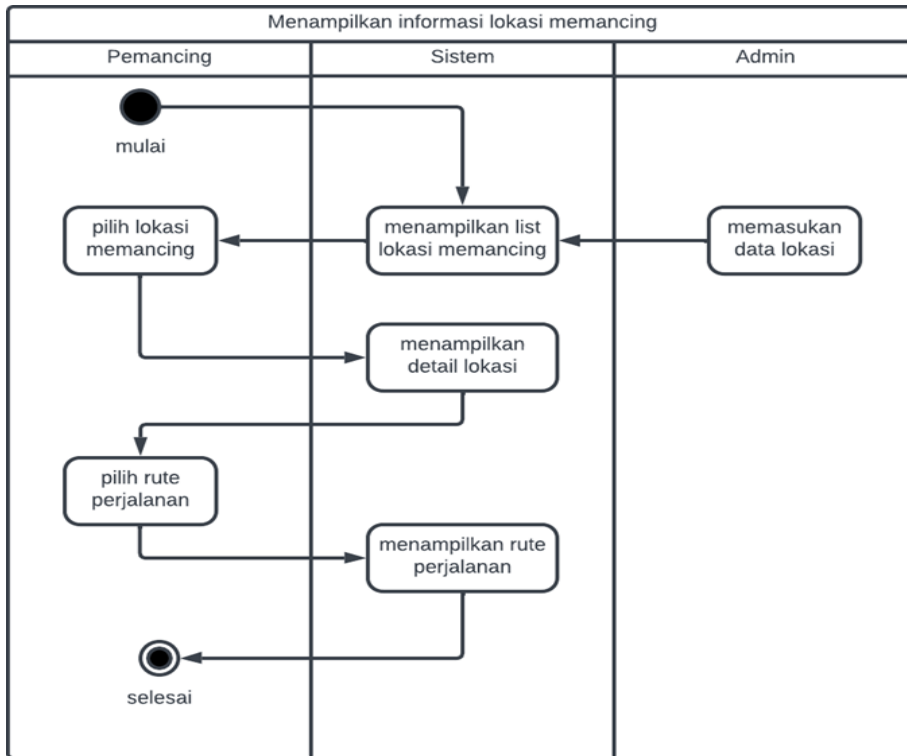 Menampilkan informasi lokasi memancing
Pemancing
Sistem
Admin
mulai
pilih lokasi
memancing
menampilkan list
lokasi memancing
memasukan
data lokasi
menampilkan
detail lokasi
pilih rute
perjalanan
menampilkan rute
perjalanan
selesai